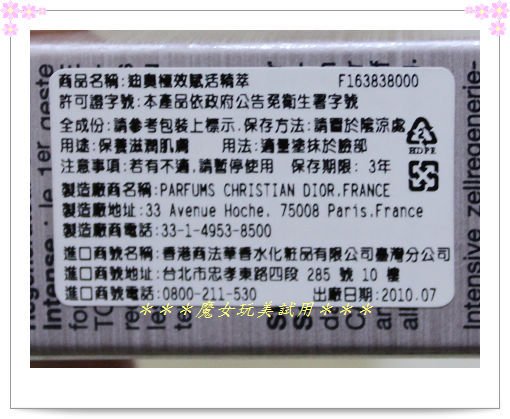 商品名稱:迪奧極效賦活精萃 F163838000
許可證字號:本產品依政府公告免衛生署字號
全成份:請參考包裝上標示.保存方法:請置於陰涼處
用途:保養滋潤肌膚 用法:適量塗抹於臉部
注意事項:若有不適,請暫停使用 保存期限: 3年
製造廠商名稱:PARFUMS CHRISTIAN DIOR,FRANCE
製造廠地址:33 Avenue Hoche, 75008 Paris,France
製造廠商電話:33-1-4953-8500
進口商號名稱:香港商法華香水化粧品有限公司臺灣分公司
進口商號地址:台北市忠孝東路四段 285 號 10 樓
進口商號電話:0800-211-530 出廠日期:2010.07
2
HDPE
Intense : le 1er geste
Intensive zellregenerie-
***魔女玩美試用***